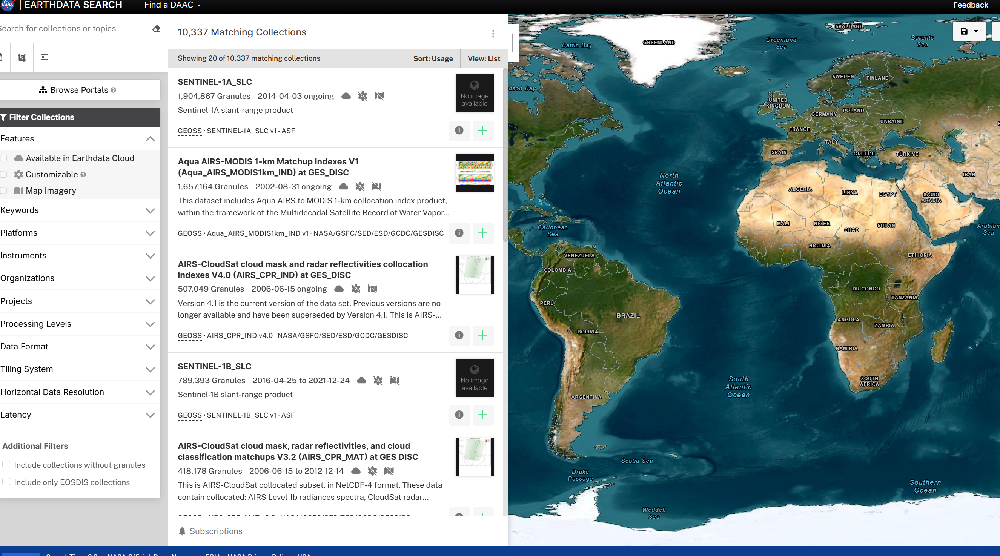 NASA
EARTHDATA SEARCH
Find a DAAC
Feedback
Search for collections or topics
Browse Portals
Filter Collections
Features
Available in Earthdata Cloud
Customizable
Map Imagery
Keywords
Platforms
Instruments
Organizations
Projects
Processing Levels
Data Format
Tiling System
Horizontal Data Resolution
Latency
Additional Filters
Include collections without granules
Include only EOSDIS collections
10,337 Matching Collections
Showing 20 of 10,337 matching collections
Sort: Usage
View: List
SENTINEL-1A_SLC
1,904,867 Granules 2014-04-03 ongoing
Sentinel-1A slant-range product
GEOSS • SENTINEL-1A_SLC v1 - ASF
No image
available
Aqua AIRS-MODIS 1-km Matchup Indexes V1
(Aqua_AIRS_MODIS1km_IND) at GES_DISC
1,657,164 Granules 2002-08-31 ongoing
This dataset includes Aqua AIRS to MODIS 1-km collocation index product,
within the framework of the Multidecadal Satellite Record of Water Vapor...
GEOSS • Aqua_AIRS_MODIS1km_IND v1 - NASA/GSFC/SED/ESD/GCDC/GESDISC
AIRS-CloudSat cloud mask and radar reflectivities collocation
indexes V4.0 (AIRS_CPR_IND) at GES_DISC
507,049 Granules 2006-06-15 ongoing
Version 4.1 is the current version of the data set. Previous versions are no
longer available and have been superseded by Version 4.1. This is AIRS-...
GEOSS • AIRS_CPR_IND v4.0 - NASA/GSFC/SED/ESD/GCDC/GESDISC
SENTINEL-1B_SLC
789,393 Granules 2016-04-25 to 2021-12-24
Sentinel-1B slant-range product
GEOSS • SENTINEL-1B_SLC v1 - ASF
No image
available
AIRS-CloudSat cloud mask, radar reflectivities, and cloud
classification matchups V3.2 (AIRS_CPR_MAT) at GES DISC
418,178 Granules 2006-06-15 to 2012-12-14
This is AIRS-CloudSat collocated subset, in NetCDF-4 format. These data
contain collocated: AIRS Level 1b radiances spectra, CloudSat radar...
Subscriptions
SVALBARD
GREENLAND
Baffin Bay
Greenland
Sea
Barents
Sea
SWEDEN
FINLAND
dson Bay
UNITED
KINGDOM
GERMANY
POLAND
UKRAINE
FRANCE
ITALY
SPAIN
GREECE
TÜRKIYE
North
Atlantic
Ocean
IRAN
ALGERIA
LIBYA
EGYPT
SAUDI
ARABIA
Caribbean
Sea
MALI
NIGER
CHAD
SUDAN
Arabian
Sea
NIGERIA
ETHIOPIA
VENEZUELA
COLOMBIA
DR CONGO
TANZANIA
PERÚ
BRAZIL
ANGOLA
ZAMBIA
BOLIVIA
NAMIBIA
SOUTH
AFRICA
South
Atlantic
Ocean
ARGENTINA
Scotia Sea
Drake
Passage
Southern
Ocean
Weddell
Sea